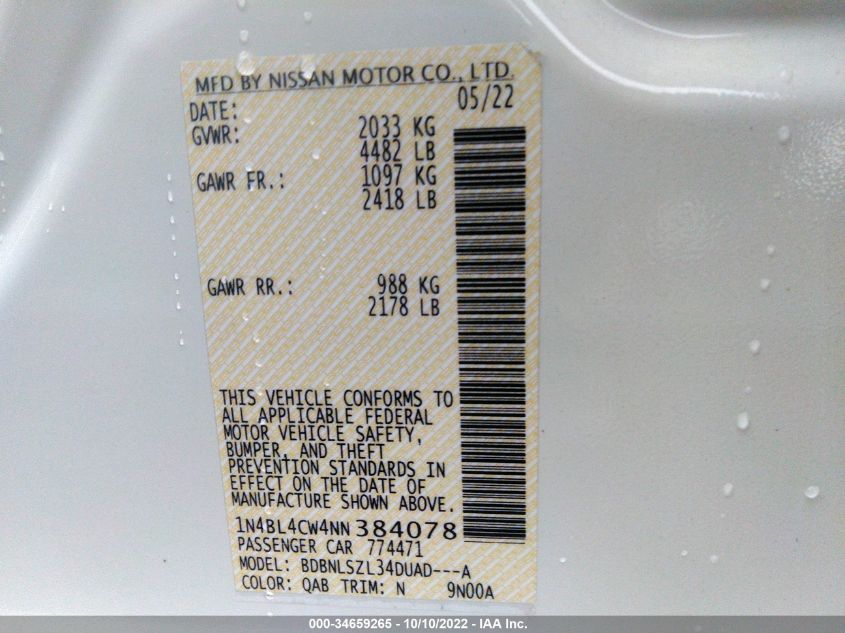 MFD BY NISSAN MOTOR CO., LTD.
DATE: 05/22
GVWR: 2033 KG
4482 LB
GAWR FR.: 1097 KG
2418 LB
GAWR RR.: 988 KG
2178 LB
THIS VEHICLE CONFORMS TO
ALL APPLICABLE FEDERAL
MOTOR VEHICLE SAFETY,
BUMPER, AND THEFT
PREVENTION STANDARDS IN
EFFECT ON THE DATE OF
MANUFACTURE SHOWN ABOVE.
1N4BL4CW4NN384078
PASSENGER CAR 774471
MODEL: BDBNLSZL34DUAD---A
COLOR: QAB TRIM: N 9N00A
000-34659265 - 10/10/2022 - IAA Inc.